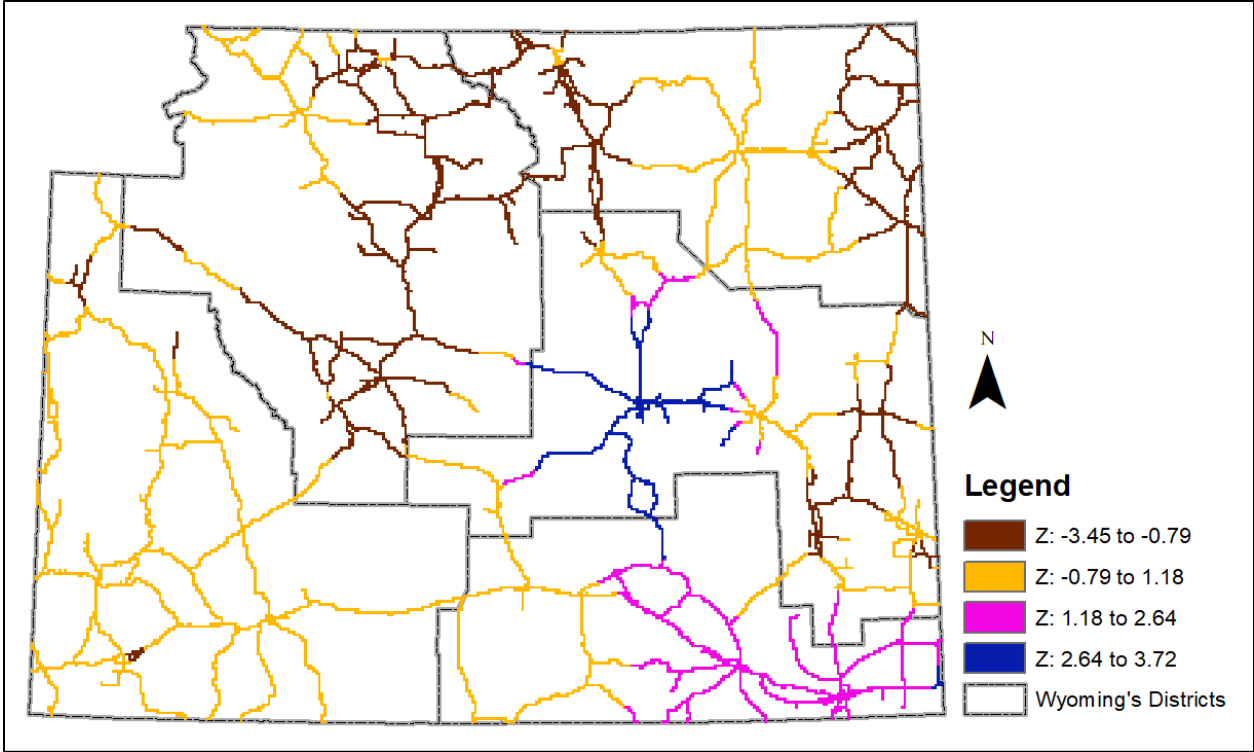 N
Legend
Z: -3.45 to -0.79
Z: -0.79 to 1.18
Z: 1.18 to 2.64
Z: 2.64 to 3.72
Wyoming's Districts